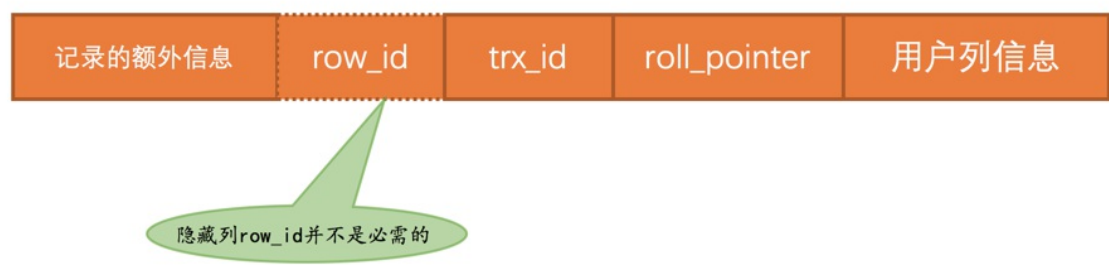 记录的额外信息 row_id trx_id roll_pointer 用户列信息
隐藏列row_id并不是必需的